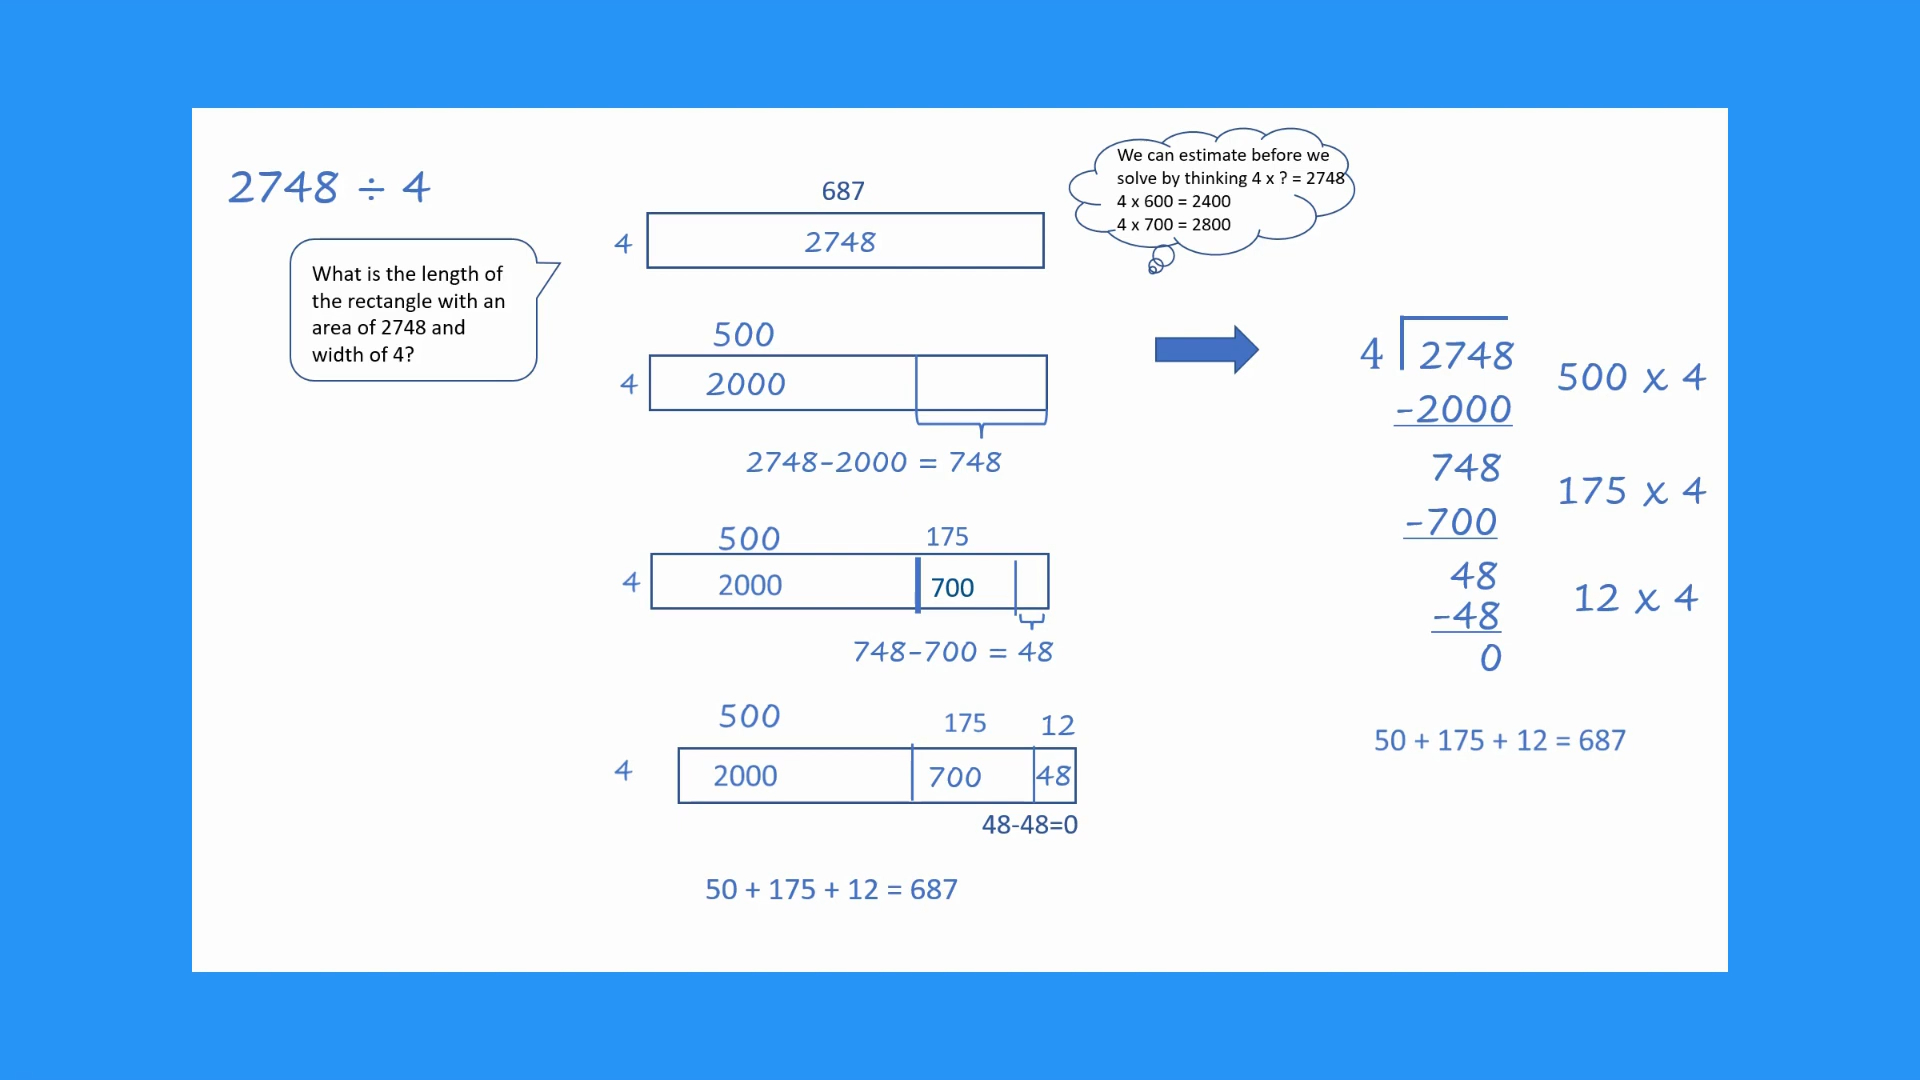 2748 ÷ 4
What is the length of
the rectangle with an
area of 2748 and
width of 4?
687
4 2748
We can estimate before we
solve by thinking 4 x ? = 2748
4 x 600 = 2400
4 x 700 = 2800
500
4 2000
2748-2000 = 748
500 175
4 2000 700
748-700 = 48
500 175 12
4 2000 700 48
48-48=0
50 + 175 + 12 = 687
4 2748
500 x 4
-2000
748
175 x 4
-700
48
12 x 4
-48
0
50 + 175 + 12 = 687